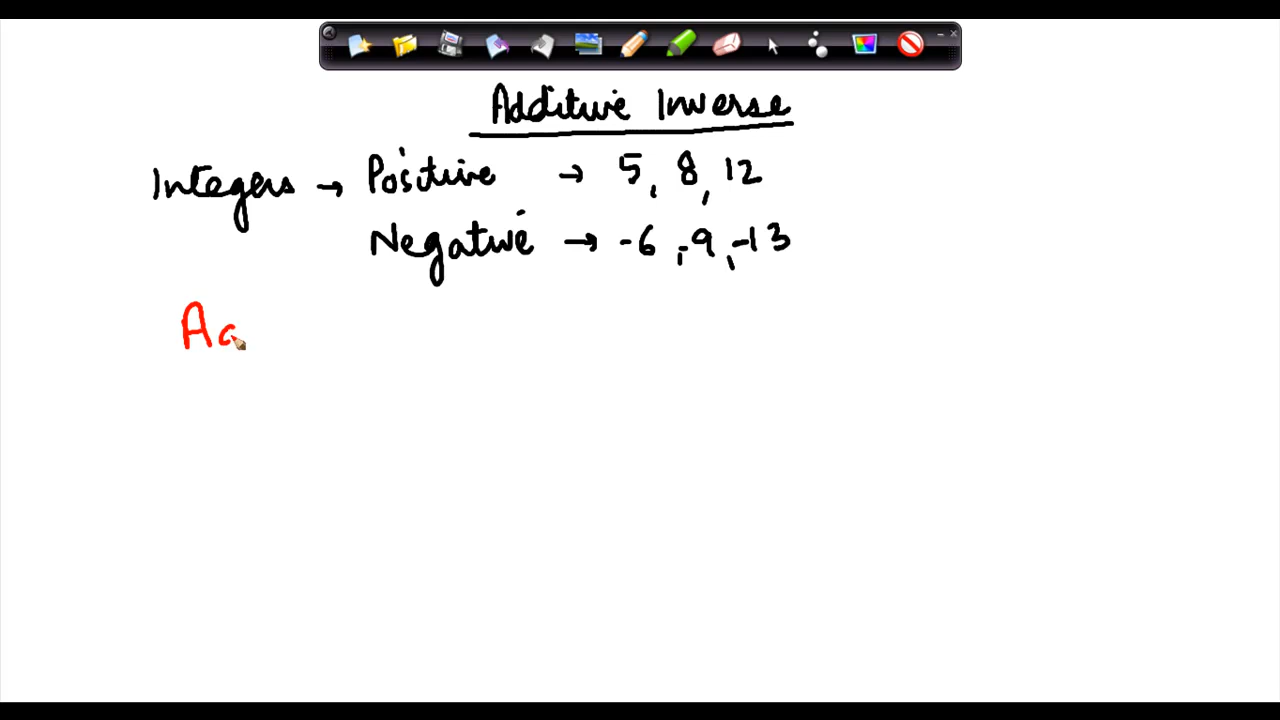 Additive Inverse
Integers → Positive → 5, 8, 12
Negative → -6, -9, -13